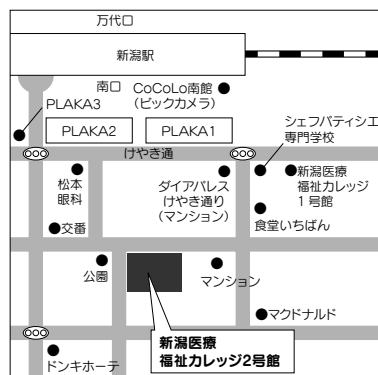 万代口
新潟駅
南口
CoCoLo南館
（ビックカメラ）
PLAKA3
PLAKA2
PLAKA1
シェフパティシエ
専門学校
けやき通
松本
眼科
ダイアパレス
けやき通り
（マンション）
新潟医療
福祉カレッジ
1号館
食堂いちばん
交番
公園
マンション
マクドナルド
新潟医療
福祉カレッジ2号館
ドンキホーテ